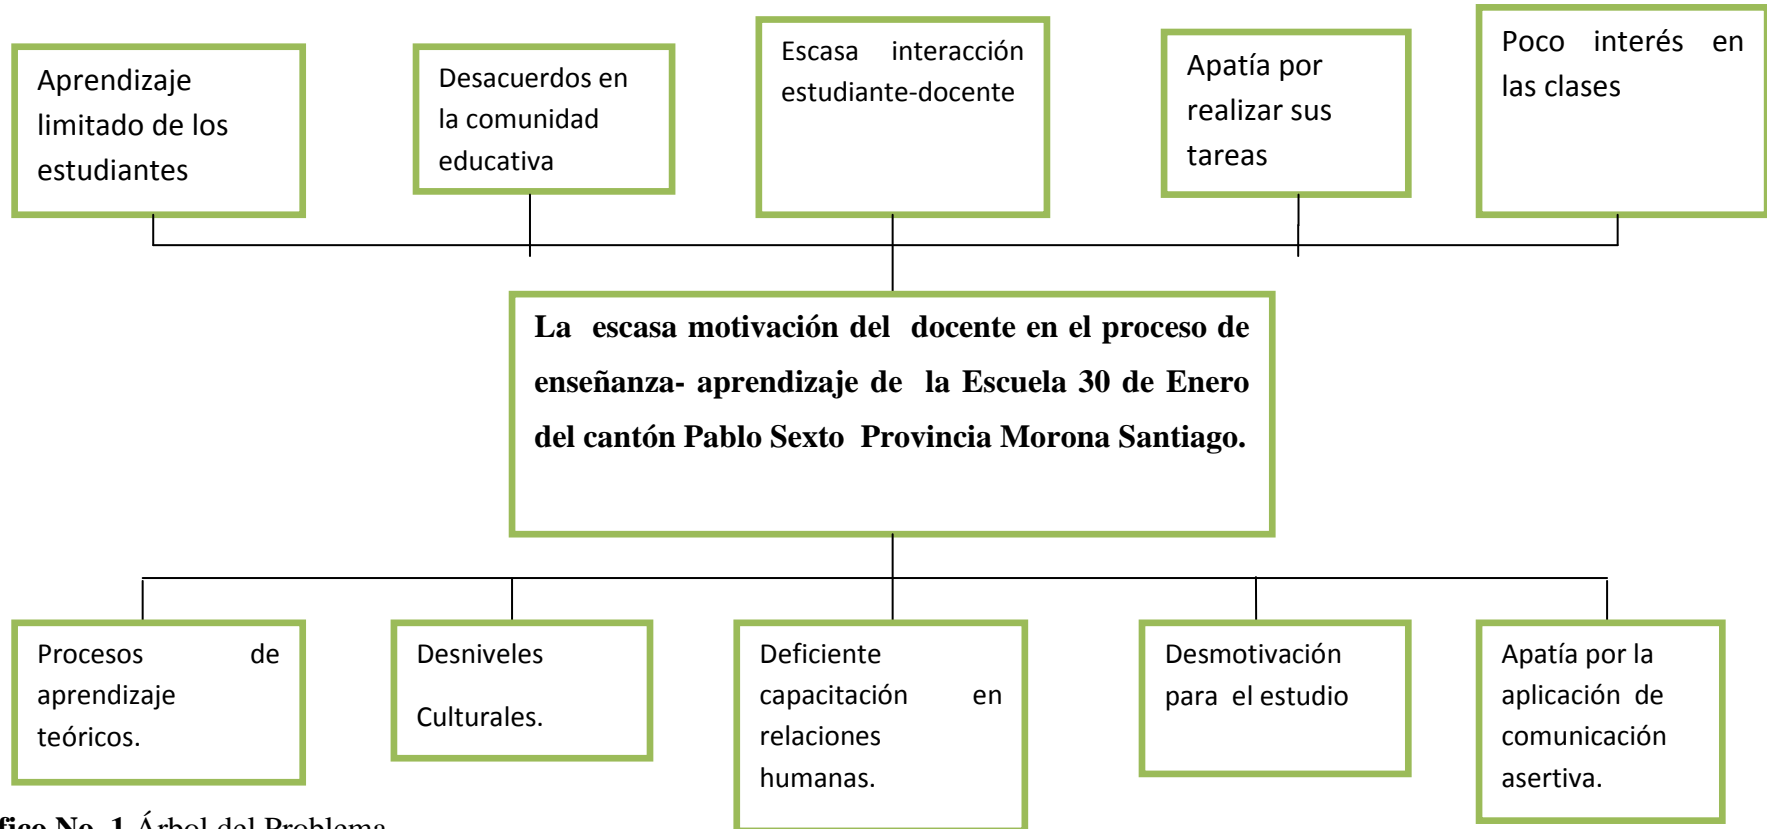 Aprendizaje
limitado de los
estudiantes
Desacuerdos en
la comunidad
educativa
Escasa interacción
estudiante-docente
Apatía por
realizar sus
tareas
Poco interés en
las clases
La escasa motivación del docente en el proceso de
enseñanza- aprendizaje de la Escuela 30 de Enero
del cantón Pablo Sexto Provincia Morona Santiago.
Procesos de
aprendizaje
teóricos.
Desniveles
Culturales.
Deficiente
capacitación en
relaciones
humanas.
Desmotivación
para el estudio
Apatía por la
aplicación de
comunicación
asertiva.
No. 1 Árbol del Problema